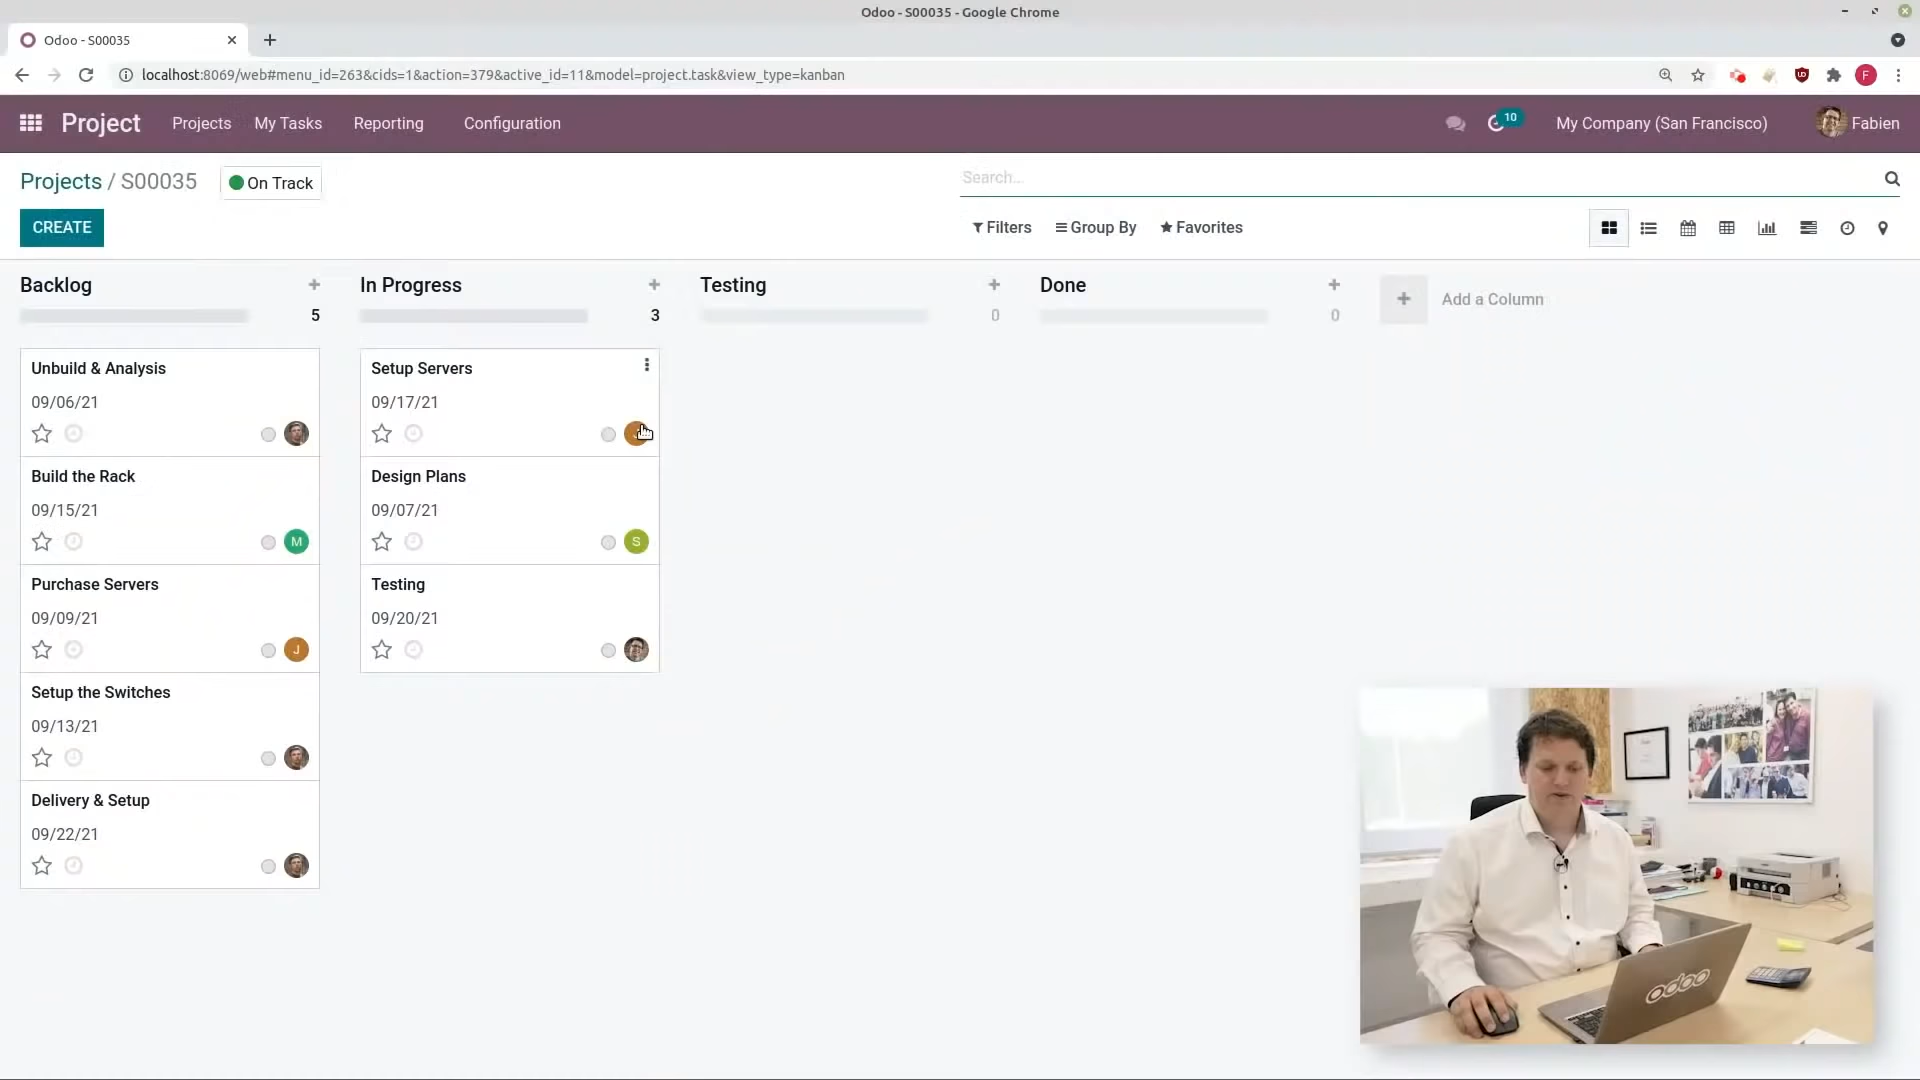 Odoo - S00035 - Google Chrome
Odoo - S00035
localhost:8069/web#menu_id=263&cids=1&action=379&active_id=11&model=project.task&view_type=kanban
F
Project
Projects
My Tasks
Reporting
Configuration
10
My Company (San Francisco)
Fabien
Projects / S00035
On Track
Search...
CREATE
Filters
Group By
Favorites
Backlog
5
In Progress
3
Testing
0
Done
0
Add a Column
Unbuild & Analysis
09/06/21
Build the Rack
09/15/21
M
Purchase Servers
09/09/21
J
Setup the Switches
09/13/21
Delivery & Setup
09/22/21
Setup Servers
09/17/21
Design Plans
09/07/21
S
Testing
09/20/21
odoo